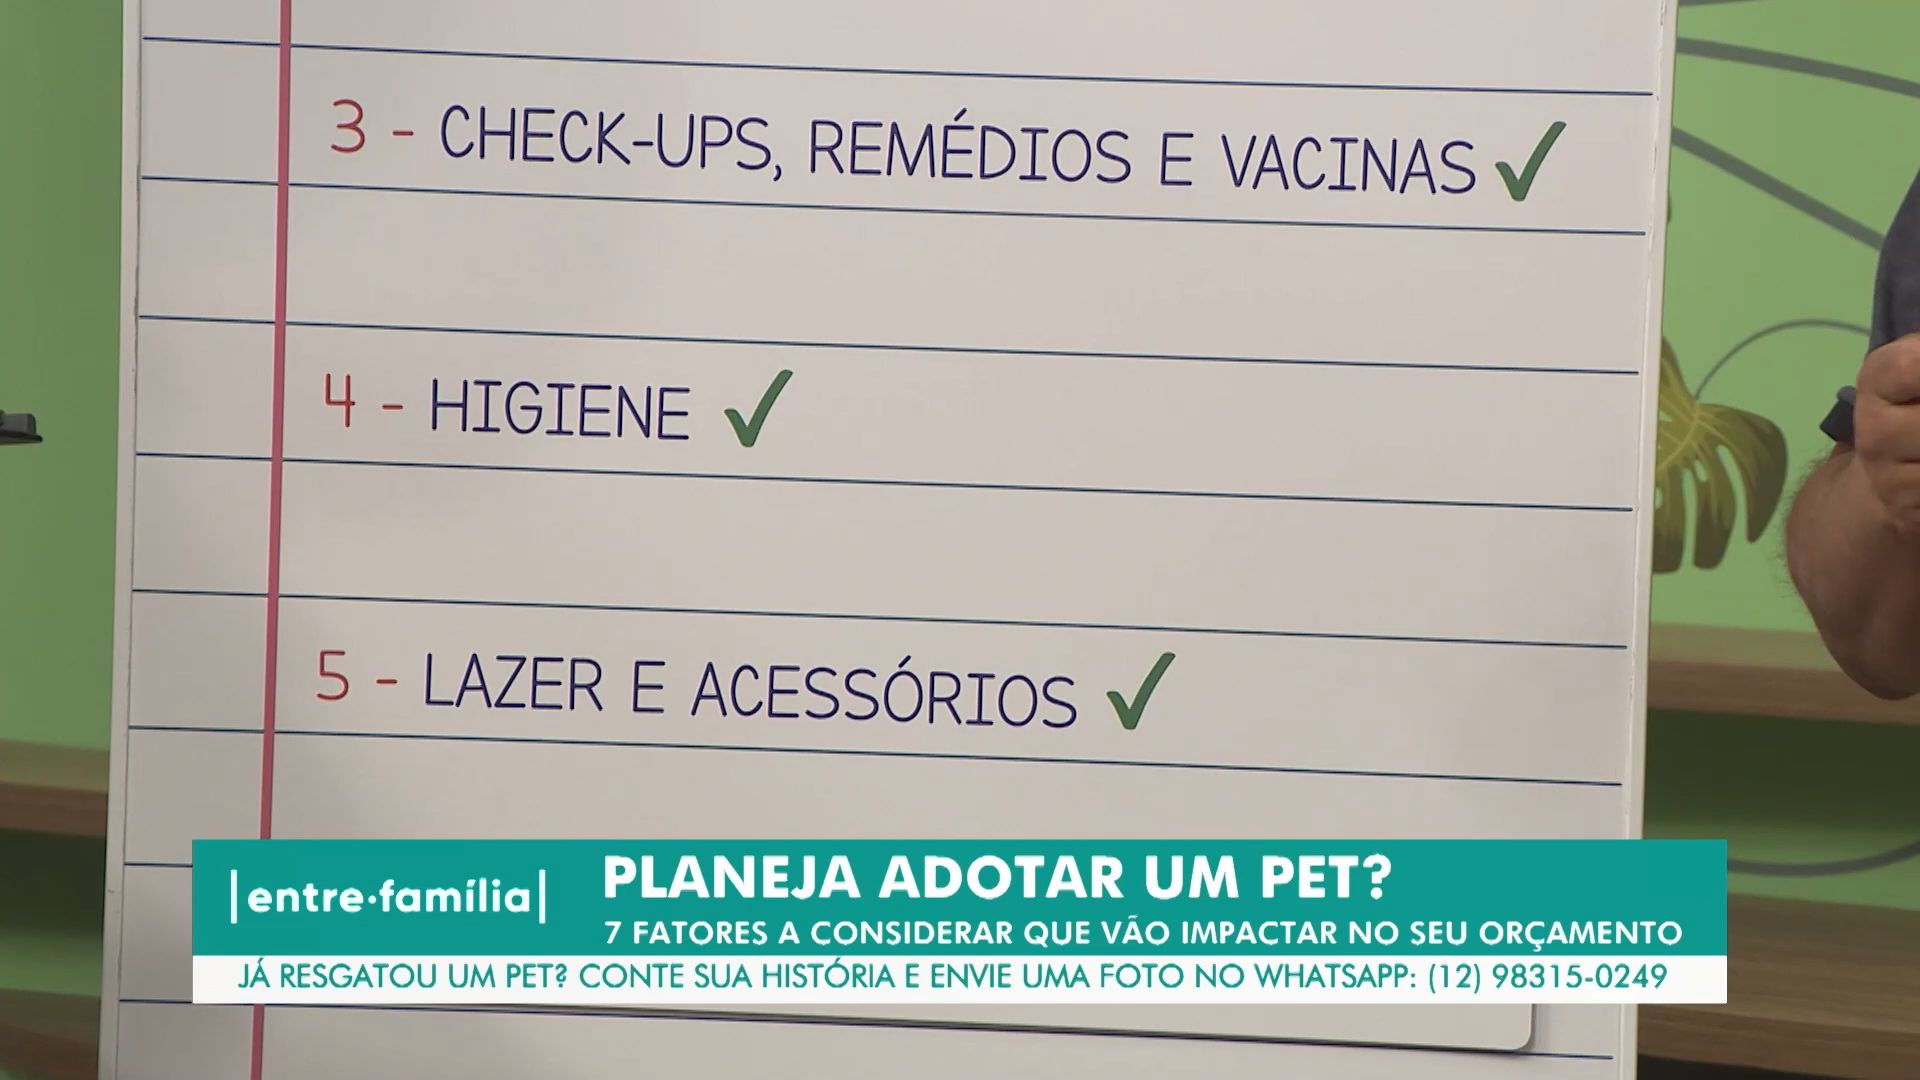 3 - CHECK-UPS, REMÉDIOS E VACINAS ✓
4 - HIGIENE ✓
5 - LAZER E ACESSÓRIOS ✓
|entre·família|
PLANEJA ADOTAR UM PET?
7 FATORES A CONSIDERAR QUE VÃO IMPACTAR NO SEU ORÇAMENTO
JÁ RESGATOU UM PET? CONTE SUA HISTÓRIA E ENVIE UMA FOTO NO WHATSAPP: (12) 98315-0249